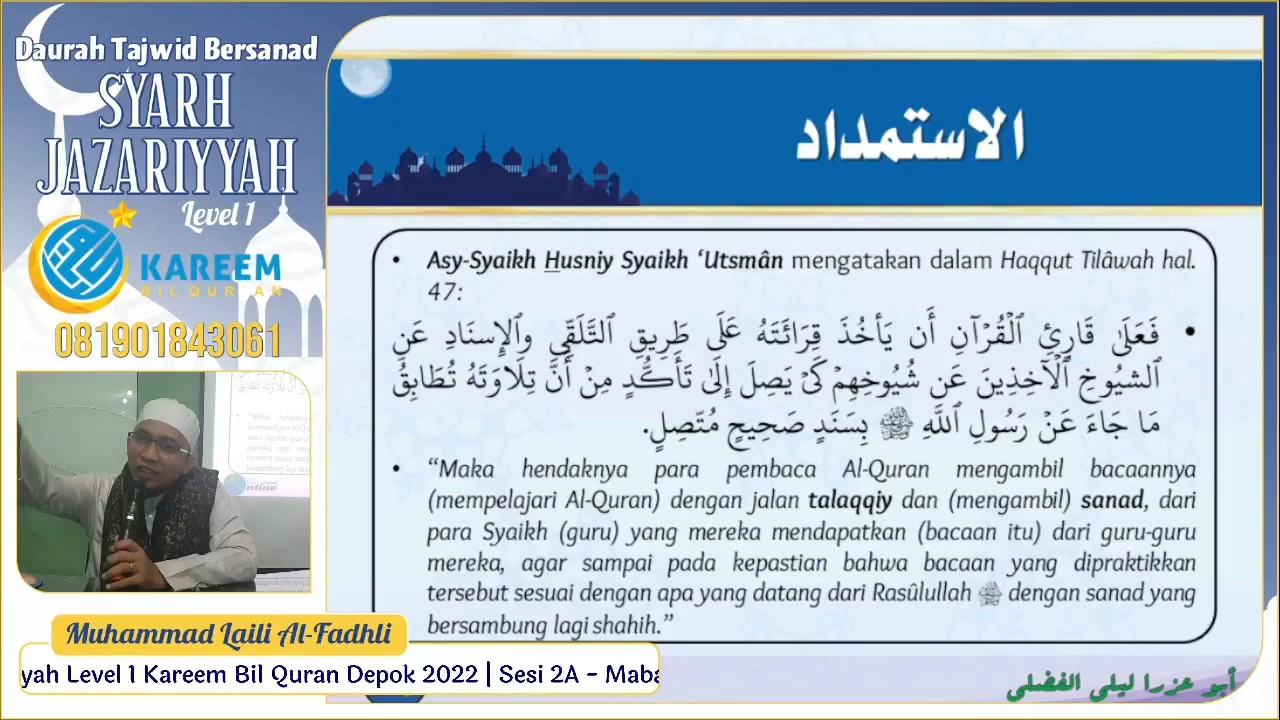 Daurah Tajwid Bersanad
SYARH
JAZARIYYAH
Level 1
KAREEM
BIL QUR'AN
081901843061
الاستمداد
• Asy-Syaikh Husniy Syaikh ‘Utsmân mengatakan dalam Haqqut Tilâwah hal.
47:
• فَعَلَىٰ قَارِئِ ٱلْقُرْآنِ أَن يَأْخُذَ قِرَائَتَهُ عَلَى طَرِيقِ ٱلتَّلَقِّي وَٱلإِسنَادِ عَنِ
ٱلشيُوخِ ٱلْآخِذِينَ عَن شُيُوخِهِمْ كَىْ يَصِلَ إِلَىٰ تَأَكُّدٍ مِنْ أَنَّ تِلَاوَتَهُ تُطَابِقُ
مَا جَاءَ عَنْ رَسُولِ ٱللَّهِ ﷺ بِسَنَدٍ صَحِيحٍ مُتّصِلٍ.
• “Maka hendaknya para pembaca Al-Quran mengambil bacaannya
(mempelajari Al-Quran) dengan jalan talaqqiy dan (mengambil) sanad, dari
para Syaikh (guru) yang mereka mendapatkan (bacaan itu) dari guru-guru
mereka, agar sampai pada kepastian bahwa bacaan yang dipraktikkan
tersebut sesuai dengan apa yang datang dari Rasûlullah ﷺ dengan sanad yang
bersambung lagi shahih.”
Muhammad Laili Al-Fadhli
yah Level 1 Kareem Bil Quran Depok 2022 | Sesi 2A - Maba
أبو عزرا ليلى الفضلي